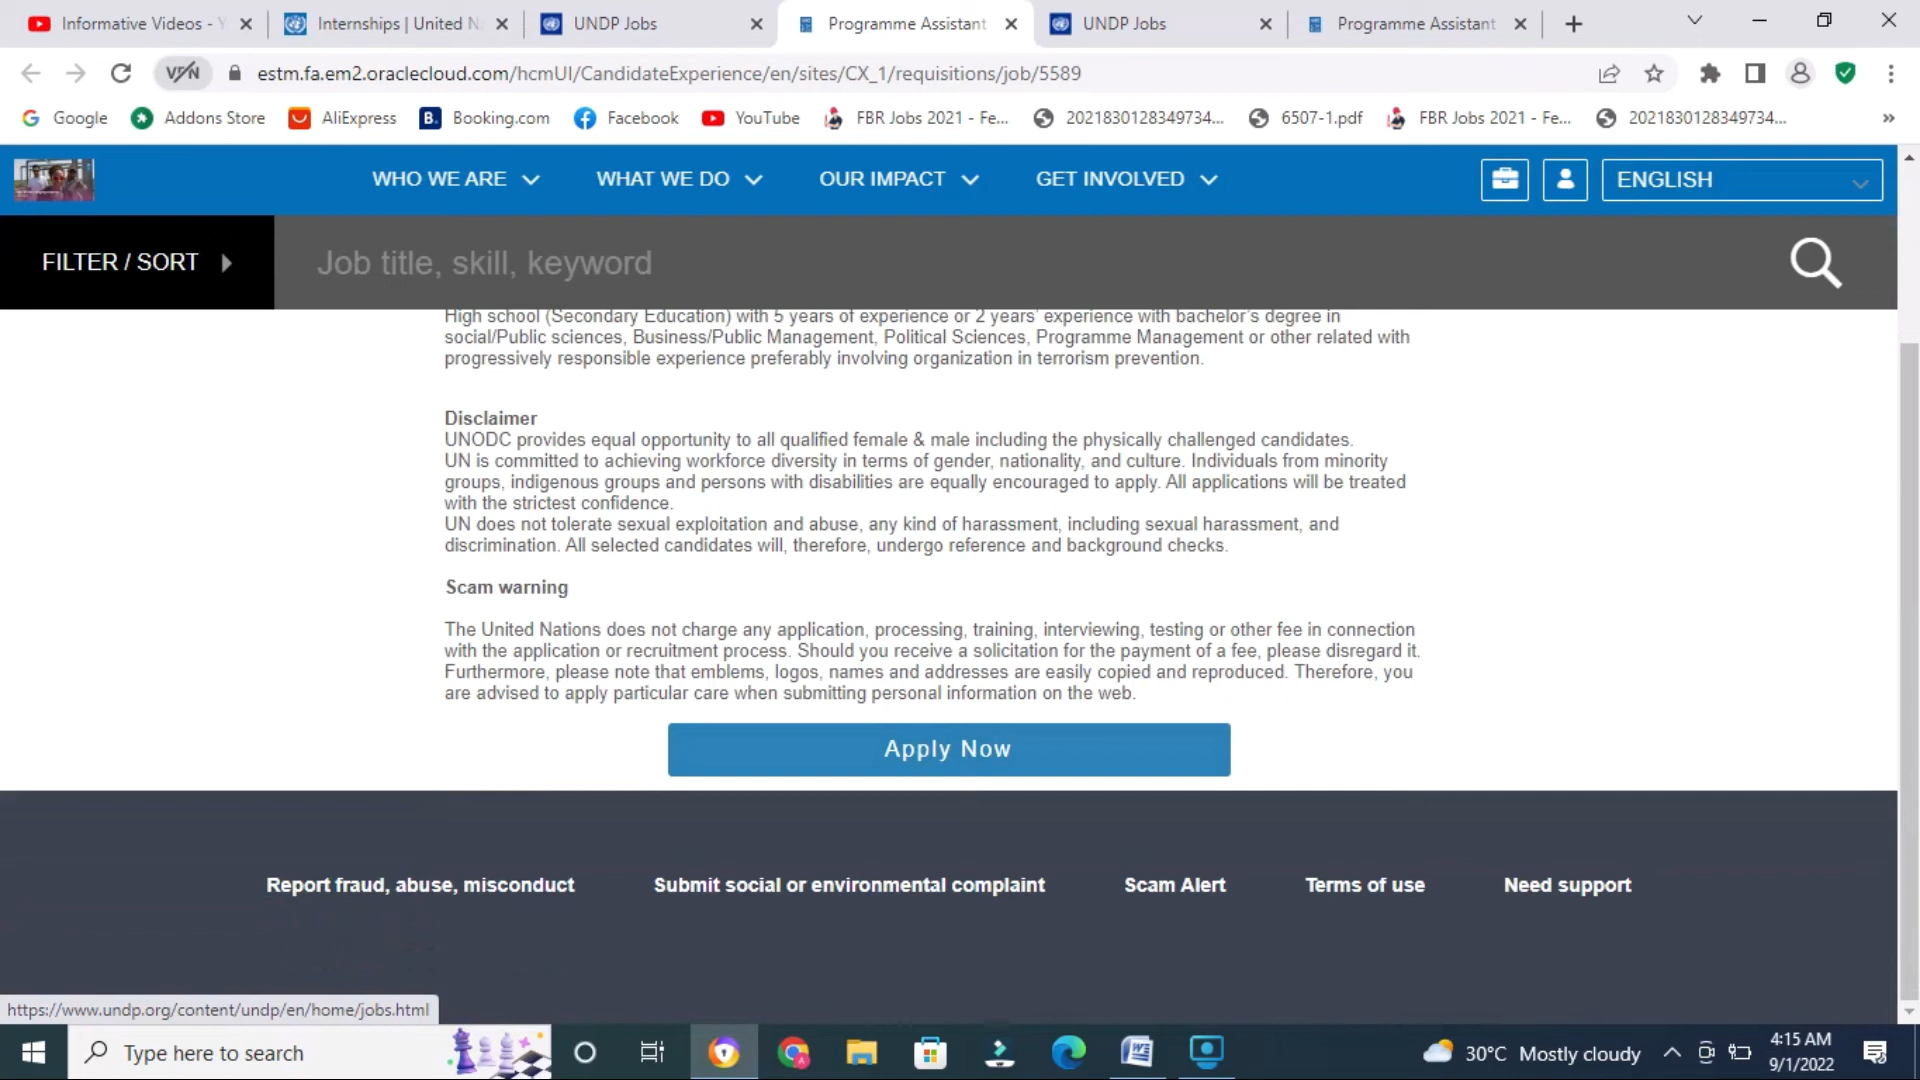 Informative Videos - Y
Internships | United N
UNDP Jobs
Programme Assistant
UNDP Jobs
Programme Assistant
VPN
estm.fa.em2.oraclecloud.com/hcmUI/CandidateExperience/en/sites/CX_1/requisitions/job/5589
Google
Addons Store
AliExpress
B. Booking.com
Facebook
YouTube
FBR Jobs 2021 - Fe...
2021830128349734...
6507-1.pdf
FBR Jobs 2021 - Fe...
2021830128349734...
»
WHO WE ARE
WHAT WE DO
OUR IMPACT
GET INVOLVED
ENGLISH
FILTER / SORT
Job title, skill, keyword
High school (Secondary Education) with 5 years of experience or 2 years' experience with bachelor's degree in
social/Public sciences, Business/Public Management, Political Sciences, Programme Management or other related with
progressively responsible experience preferably involving organization in terrorism prevention.
Disclaimer
UNODC provides equal opportunity to all qualified female & male including the physically challenged candidates.
UN is committed to achieving workforce diversity in terms of gender, nationality, and culture. Individuals from minority
groups, indigenous groups and persons with disabilities are equally encouraged to apply. All applications will be treated
with the strictest confidence.
UN does not tolerate sexual exploitation and abuse, any kind of harassment, including sexual harassment, and
discrimination. All selected candidates will, therefore, undergo reference and background checks.
Scam warning
The United Nations does not charge any application, processing, training, interviewing, testing or other fee in connection
with the application or recruitment process. Should you receive a solicitation for the payment of a fee, please disregard it.
Furthermore, please note that emblems, logos, names and addresses are easily copied and reproduced. Therefore, you
are advised to apply particular care when submitting personal information on the web.
Apply Now
Report fraud, abuse, misconduct
Submit social or environmental complaint
Scam Alert
Terms of use
Need support
https://www.undp.org/content/undp/en/home/jobs.html
Type here to search
30°C Mostly cloudy
4:15 AM
9/1/2022